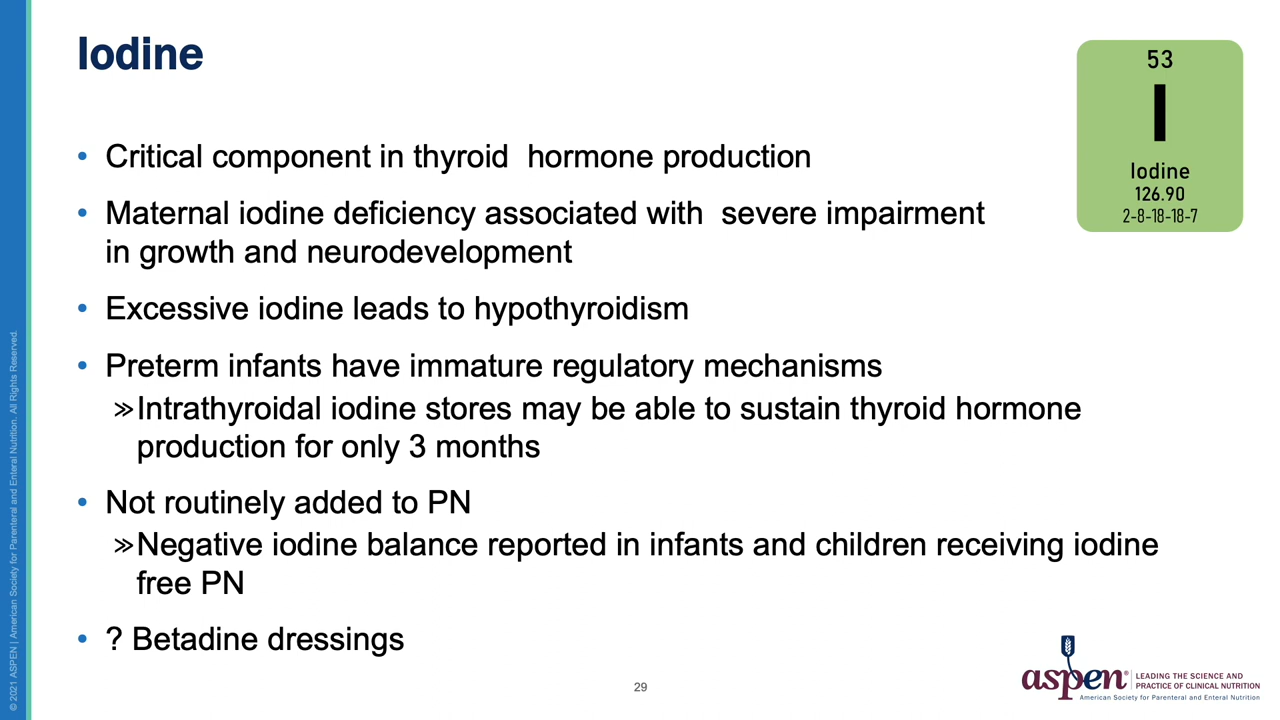 Iodine
53
I
Iodine
126.90
2-8-18-18-7
• Critical component in thyroid  hormone production
• Maternal iodine deficiency associated with  severe impairment
in growth and neurodevelopment
• Excessive iodine leads to hypothyroidism
• Preterm infants have immature regulatory mechanisms
»Intrathyroidal iodine stores may be able to sustain thyroid hormone
production for only 3 months
• Not routinely added to PN
»Negative iodine balance reported in infants and children receiving iodine
free PN
• ? Betadine dressings
29
aspen®
LEADING THE SCIENCE AND
PRACTICE OF CLINICAL NUTRITION
American Society for Parenteral and Enteral Nutrition
© 2021 ASPEN | American Society for Parenteral and Enteral Nutrition. All Rights Reserved.